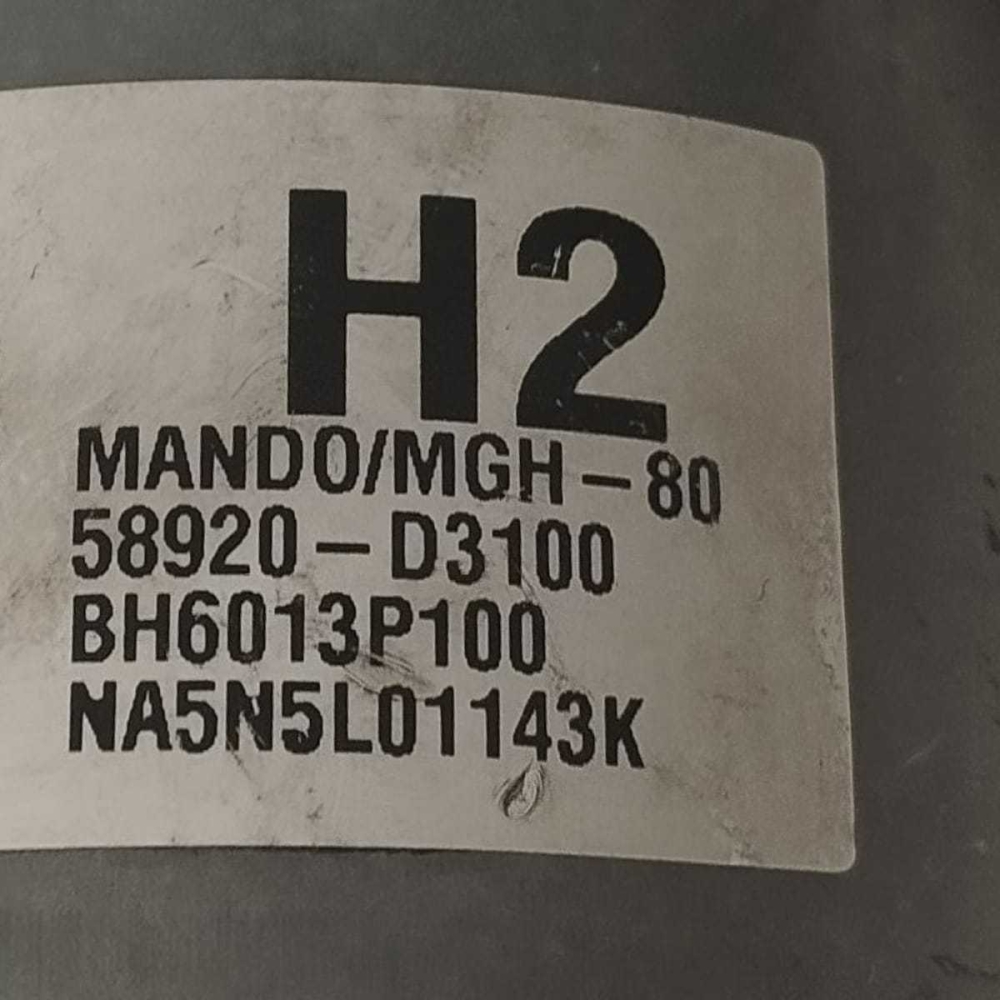 H2
MANDO/MGH-80
58920-D3100
BH6013P100
NA5N5L01143K